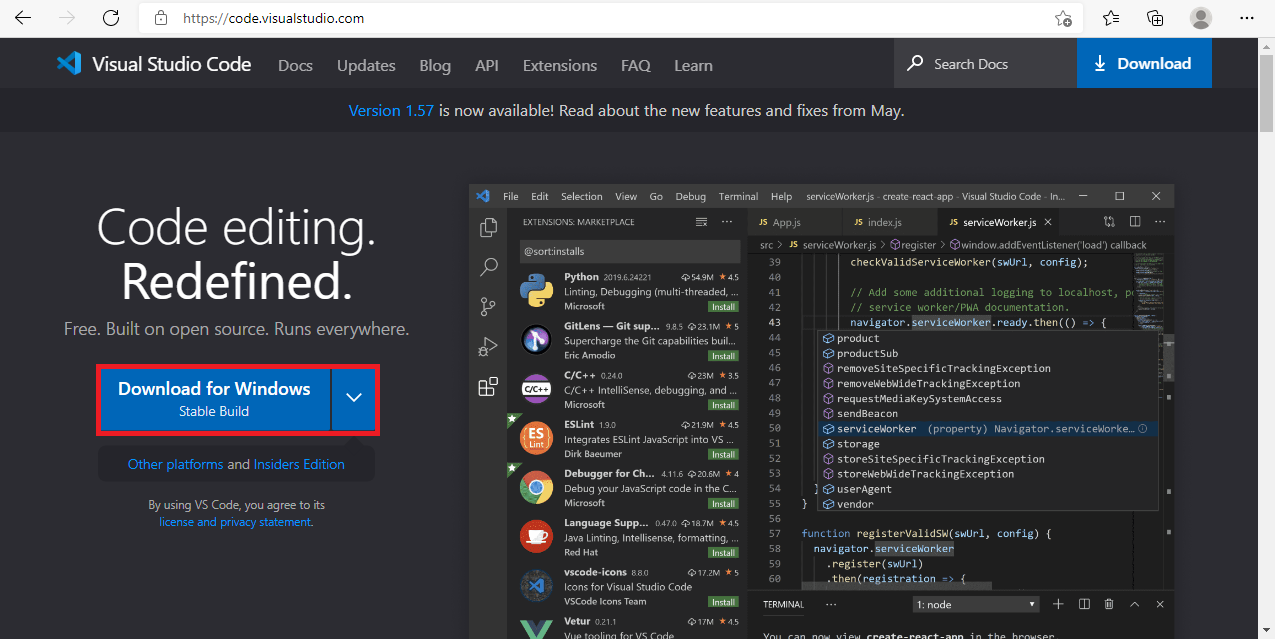 https://code.visualstudio.com
Visual Studio Code
Docs
Updates
Blog
API
Extensions
FAQ
Learn
Search Docs
Download
Version 1.57 is now available! Read about the new features and fixes from May.
Code editing.
Redefined.
Free. Built on open source. Runs everywhere.
Download for Windows
Stable Build
Other platforms and Insiders Edition
By using VS Code, you agree to its
license and privacy statement.
File Edit Selection View Go Debug Terminal Help serviceWorker.js - create-react-app - Visual Studio Code - In...
EXTENSIONS: MARKETPLACE
@sort:installs
Python 2019.6.24221 54.9M ★ 4.5
Linting, Debugging (multi-threaded, ...
Microsoft Install
GitLens — Git sup... 9.8.5 23.1M ★ 5
Supercharge the Git capabilities buil...
Eric Amodio Install
C/C++
C/C++ 0.24.0 23M ★ 3.5
C/C++ IntelliSense, debugging, and ...
Microsoft Install
ES
Lint
ESLint 1.9.0 21.9M ★ 4.5
Integrates ESLint JavaScript into VS ...
Dirk Baeumer Install
Debugger for Ch... 4.11.6 20.6M ★ 4
Debug your JavaScript code in the C...
Microsoft Install
Language Supp... 0.47.0 18.7M ★ 4.5
Java Linting, Intellisense, formatting, ...
Red Hat Install
vscode-icons 8.8.0 17.2M ★ 5
Icons for Visual Studio Code
VSCode Icons Team Install
Vetur 0.21.1 17M ★ 4.5
Vue tooling for VS Code
JS App.js
JS index.js
JS serviceWorker.js
src > JS serviceWorker.js > register > window.addEventListener('load') callback
39 checkValidServiceWorker(swUrl, config);
40
41 // Add some additional logging to localhost, po
42 // service worker/PWA documentation.
43 navigator.serviceWorker.ready.then(() => {
44 product
45 productSub
46 removeSiteSpecificTrackingException
47 removeWebWideTrackingException
48 requestMediaKeySystemAccess
49 sendBeacon
50 serviceWorker (property) Navigator.serviceWorke...
51 storage
52 storeSiteSpecificTrackingException
53 storeWebWideTrackingException
54 } userAgent
55 } vendor
56
57 function registerValidSW(swUrl, config) {
58 navigator.serviceWorker
59 .register(swUrl)
60 .then(registration => {
TERMINAL ... 1: node
You can now view create-react-app in the browser.